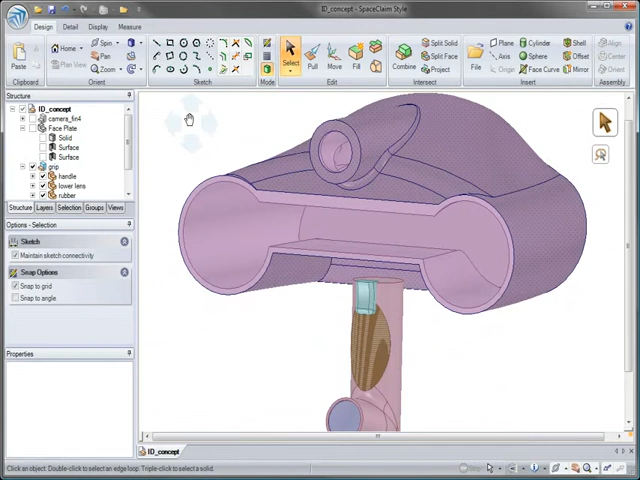 ID_concept - SpaceClaim Style
Design Detail Display Measure
Paste Home Spin Pan Zoom Select Pull Move Fill Combine Split Solid Split Face Project File Plane Axis Origin Cylinder Sphere Face Curve Shell Offset Mirror Align Center Orient
Clipboard Orient Sketch Mode Edit Intersect Insert Assembly
Structure
ID_concept
camera_fin4
Face Plate
Solid
Surface
Surface
grip
handle
lower lens
rubber
Structure Layers Selection Groups Views
Options - Selection
Sketch
Maintain sketch connectivity
Snap Options
Snap to grid
Snap to angle
Properties
ID_concept
Click an object. Double-click to select an edge loop. Triple-click to select a solid.